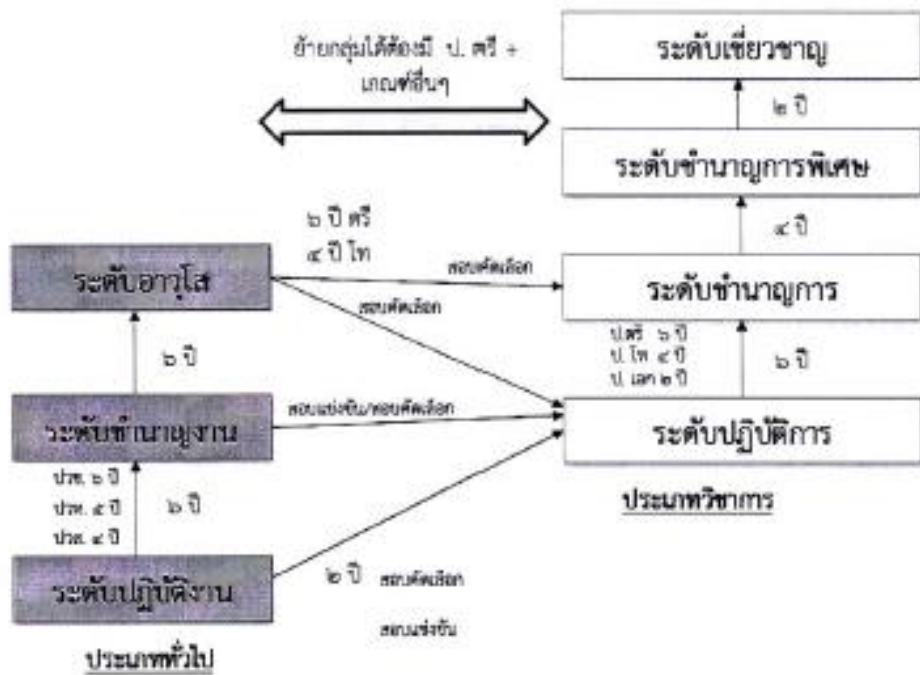 ย้ายกลุ่มได้ต้องมี ป. ตรี +
เกณฑ์อื่นๆ
ระดับเชี่ยวชาญ
๒ ปี
ระดับชำนาญการพิเศษ
๔ ปี
๖ ปี ตรี
๔ ปี โท
ระดับอาวุโส
สอบคัดเลือก
ระดับชำนาญการ
สอบคัดเลือก
ป.ตรี ๖ ปี
ป. โท ๔ ปี
ป. เอก ๒ ปี
๖ ปี
๖ ปี
สอบแข่งขัน/สอบคัดเลือก
ระดับชำนาญงาน
ระดับปฏิบัติการ
ประเภทวิชาการ
ปวช. ๖ ปี
ปวท. ๕ ปี
ปวส. ๔ ปี
๖ ปี
ระดับปฏิบัติงาน
๒ ปี สอบคัดเลือก
สอบแข่งขัน
ประเภททั่วไป